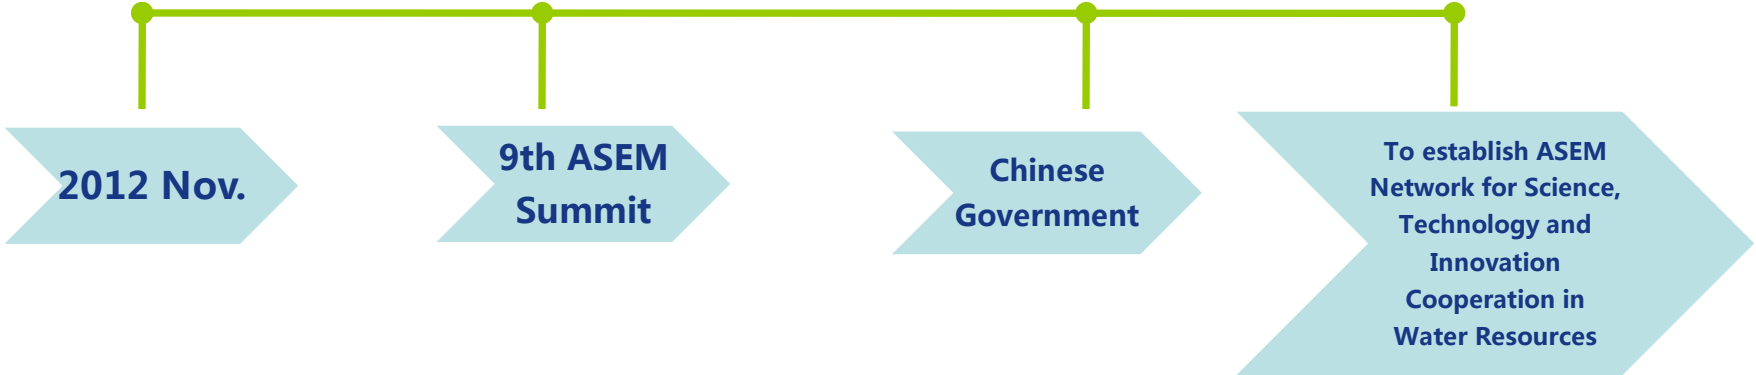 2012 Nov.
9th ASEM
Summit
Chinese
Government
To establish ASEM
Network for Science,
Technology and
Innovation
Cooperation in
Water Resources